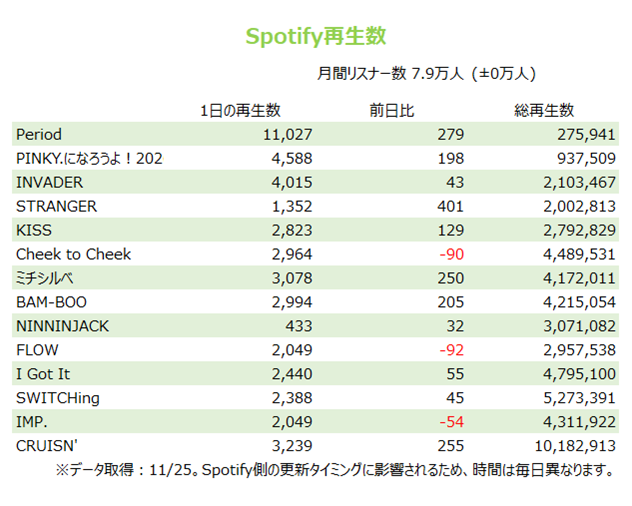 Spotify再生数
月間リスナー数 7.9万人 (±0万人)
1日の再生数 前日比 総再生数
Period 11,027 279 275,941
PINKY.になろうよ！202 4,588 198 937,509
INVADER 4,015 43 2,103,467
STRANGER 1,352 401 2,002,813
KISS 2,823 129 2,792,829
Cheek to Cheek 2,964 -90 4,489,531
ミチシルベ 3,078 250 4,172,011
BAM-BOO 2,994 205 4,215,054
NINNINJACK 433 32 3,071,082
FLOW 2,049 -92 2,957,538
I Got It 2,440 55 4,795,100
SWITCHing 2,388 45 5,273,391
IMP. 2,049 -54 4,311,922
CRUISN' 3,239 255 10,182,913
※データ取得：11/25。Spotify側の更新タイミングに影響されるため、時間は毎日異なります。